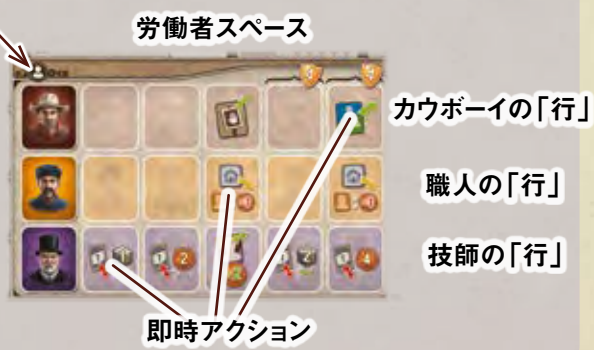 労働者スペース
カウボーイの「行」
職人の「行」
技師の「行」
即時アクション